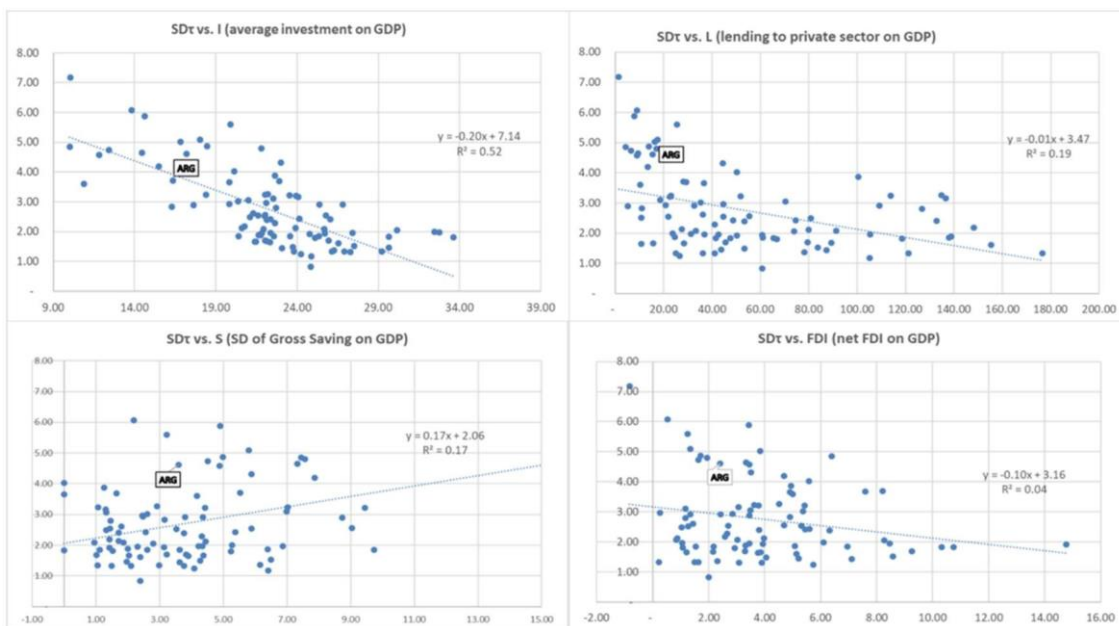 SDτ vs. I (average investment on GDP)
8.00
7.00
6.00
5.00
4.00
3.00
2.00
1.00
-
y = -0.20x + 7.14
R² = 0.52
ARG
9.00 14.00 19.00 24.00 29.00 34.00 39.00
SDτ vs. L (lending to private sector on GDP)
8.00
7.00
6.00
5.00
4.00
3.00
2.00
1.00
-
y = -0.01x + 3.47
R² = 0.19
ARG
- 20.00 40.00 60.00 80.00 100.00 120.00 140.00 160.00 180.00 200.00
SDτ vs. S (SD of Gross Saving on GDP)
8.00
7.00
6.00
5.00
4.00
3.00
2.00
1.00
-
y = 0.17x + 2.06
R² = 0.17
ARG
-1.00 1.00 3.00 5.00 7.00 9.00 11.00 13.00 15.00
SDτ vs. FDI (net FDI on GDP)
8.00
7.00
6.00
5.00
4.00
3.00
2.00
1.00
-
y = -0.10x + 3.16
R² = 0.04
ARG
-2.00 - 2.00 4.00 6.00 8.00 10.00 12.00 14.00 16.00